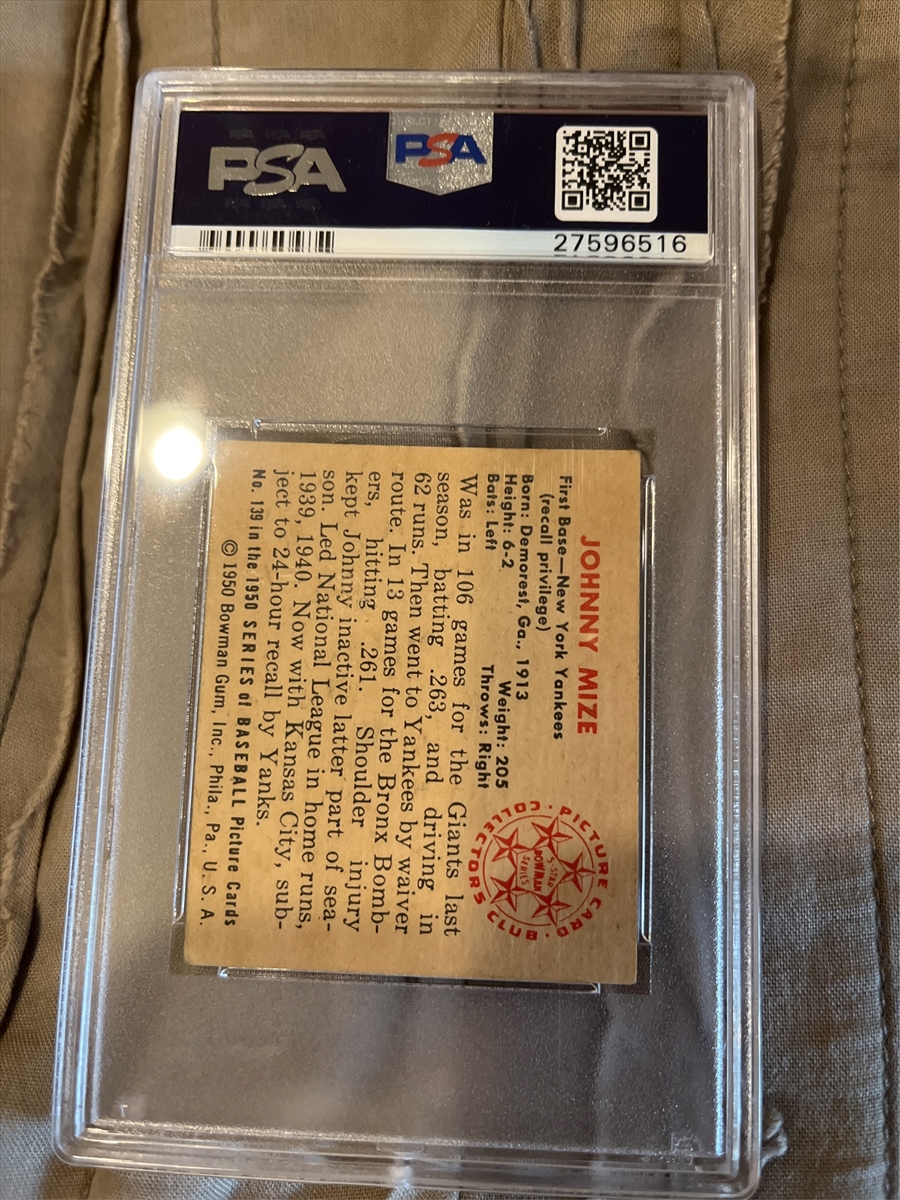 PSA
PSA
27596516
JOHNNY MIZE
First Base—New York Yankees
(recall privilege)
Born: Demorest, Ga., 1913
Height: 6-2 Weight: 205
Bats: Left Throws: Right
PICTURE CARD COLLECTORS CLUB
5-STAR
BOWMAN
SERIES
Was in 106 games for the Giants last
season, batting .263, and driving in
62 runs. Then went to Yankees by waiver
route. In 13 games for the Bronx Bomb-
ers, hitting .261. Shoulder injury
kept Johnny inactive latter part of sea-
son. Led National League in home runs,
1939, 1940. Now with Kansas City, sub-
ject to 24-hour recall by Yanks.
No. 139 in the 1950 SERIES of BASEBALL Picture Cards
© 1950 Bowman Gum, Inc., Phila., Pa., U. S. A.